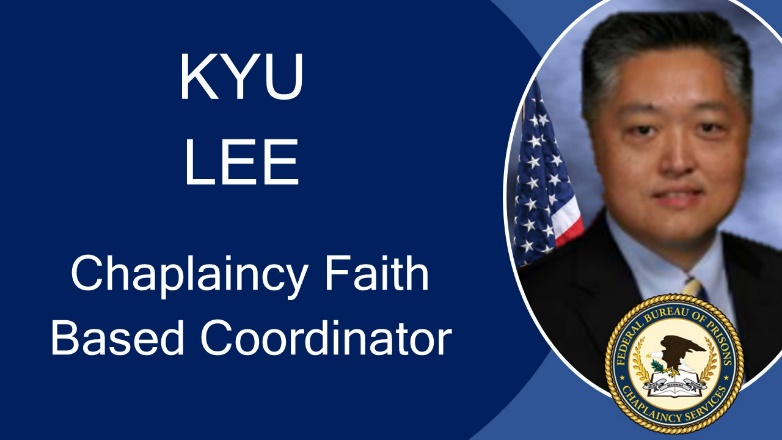 KYU
LEE
Chaplaincy Faith
Based Coordinator
FEDERAL BUREAU OF PRISONS
CHAPLAINCY SERVICES